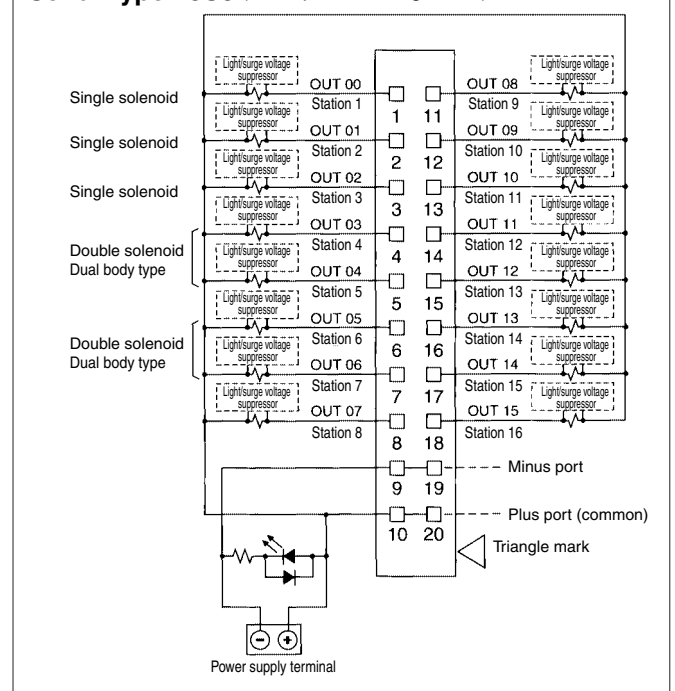 Light/surge voltage
suppressor
OUT 00
Station 1
1
11
OUT 08
Station 9
Light/surge voltage
suppressor
Single solenoid
Light/surge voltage
suppressor
OUT 01
Station 2
2
12
OUT 09
Station 10
Light/surge voltage
suppressor
Single solenoid
Light/surge voltage
suppressor
OUT 02
Station 3
3
13
OUT 10
Station 11
Light/surge voltage
suppressor
Single solenoid
Light/surge voltage
suppressor
OUT 03
Station 4
4
14
OUT 11
Station 12
Light/surge voltage
suppressor
Double solenoid
Dual body type
Light/surge voltage
suppressor
OUT 04
Station 5
5
15
OUT 12
Station 13
Light/surge voltage
suppressor
Light/surge voltage
suppressor
OUT 05
Station 6
6
16
OUT 13
Station 14
Light/surge voltage
suppressor
Double solenoid
Dual body type
Light/surge voltage
suppressor
OUT 06
Station 7
7
17
OUT 14
Station 15
Light/surge voltage
suppressor
Light/surge voltage
suppressor
OUT 07
Station 8
8
18
OUT 15
Station 16
Light/surge voltage
suppressor
9
19
Minus port
10
20
Plus port (common)
Triangle mark
− +
Power supply terminal